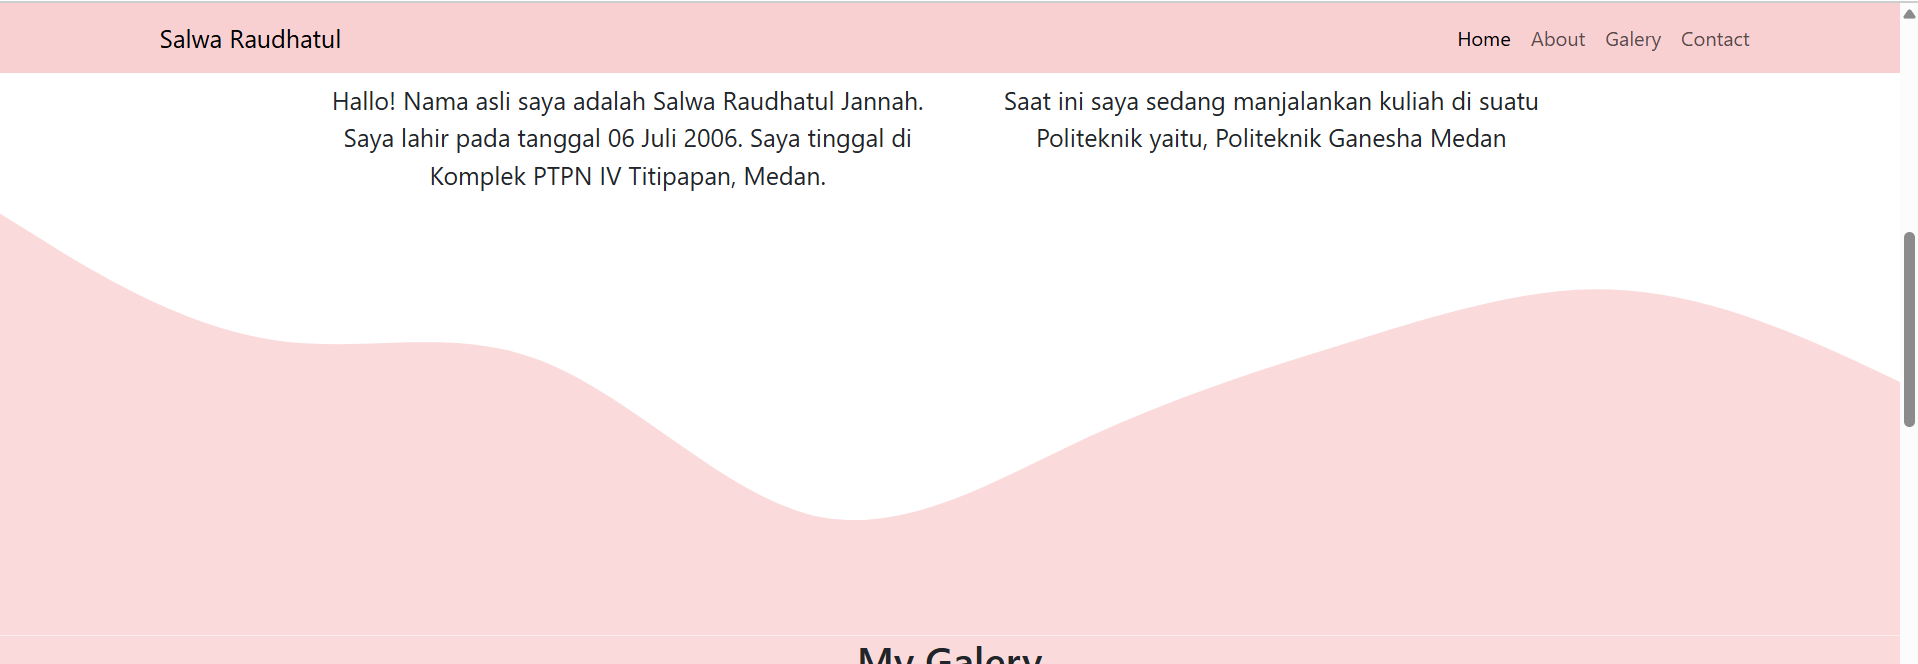 Salwa Raudhatul
Home About Galery Contact
Hallo! Nama asli saya adalah Salwa Raudhatul Jannah.
Saya lahir pada tanggal 06 Juli 2006. Saya tinggal di
Komplek PTPN IV Titipapan, Medan.
Saat ini saya sedang manjalankan kuliah di suatu
Politeknik yaitu, Politeknik Ganesha Medan
My Galery